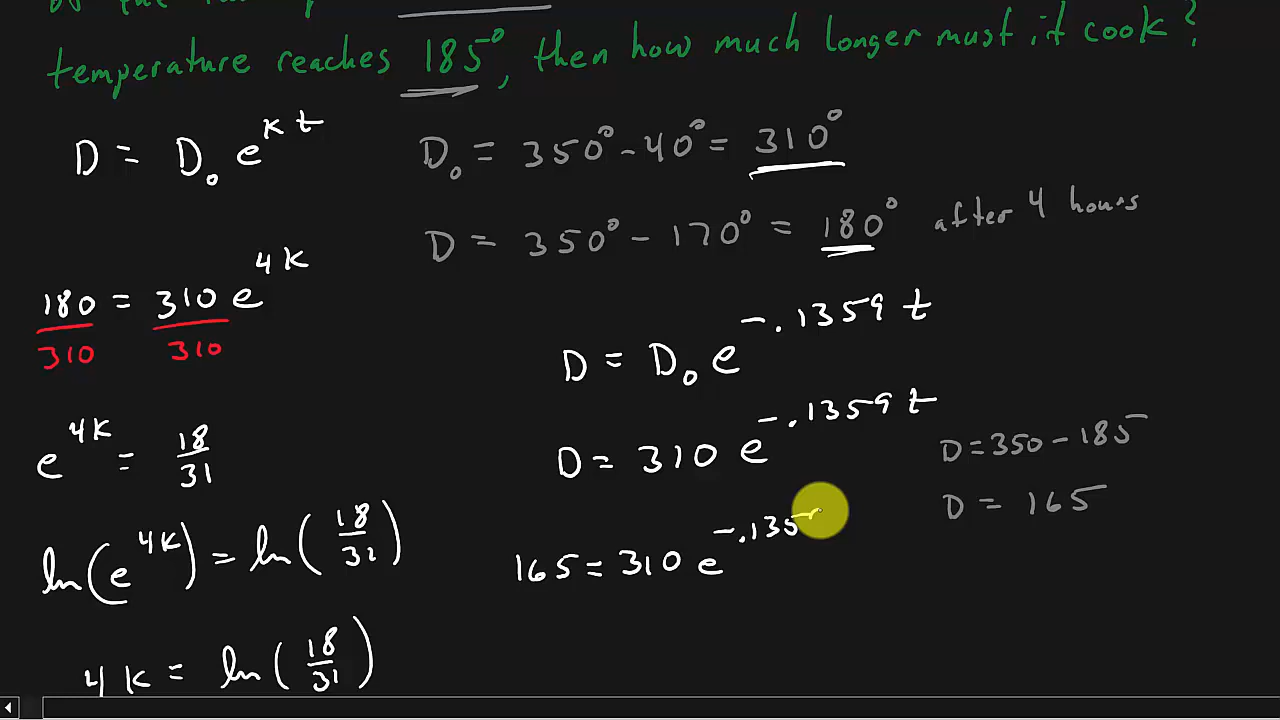 temperature reaches 185°, then how much longer must it cook?
D = D₀ e^{kt}
D₀ = 350° - 40° = 310°
D = 350° - 170° = 180° after 4 hours
180 = 310 e^{4k}
310 310
e^{4k} = 18/31
ln(e^{4k}) = ln(18/31)
4k = ln(18/31)
D = D₀ e^{-.1359t}
D = 310 e^{-.1359t}
D = 350 - 185
D = 165
165 = 310 e^{-.135